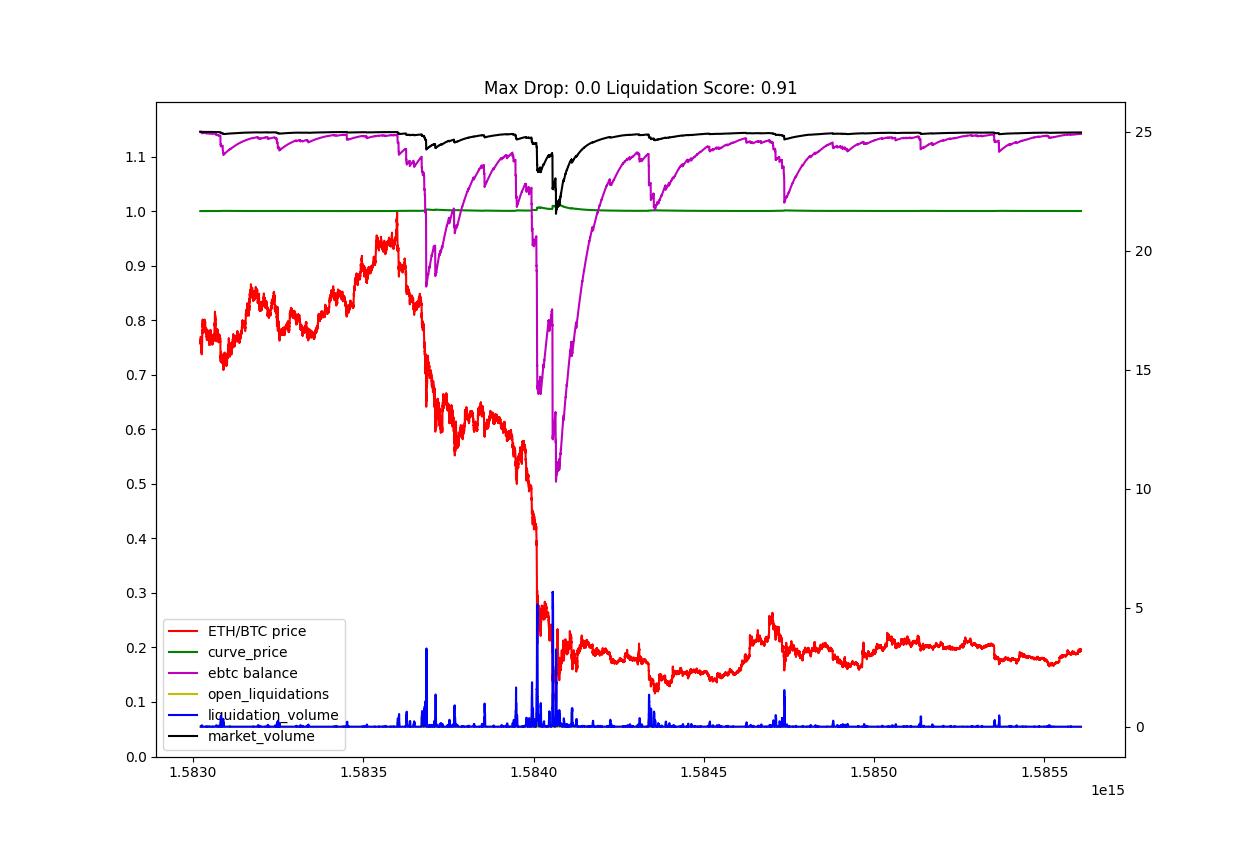 Max Drop: 0.0 Liquidation Score: 0.91
1.1
1.0
0.9
0.8
0.7
0.6
0.5
0.4
0.3
0.2
0.1
0.0
25
20
15
10
5
0
ETH/BTC price
curve_price
ebtc balance
open_liquidations
liquidation_volume
market_volume
1.5830 1.5835 1.5840 1.5845 1.5850 1.5855
1e15